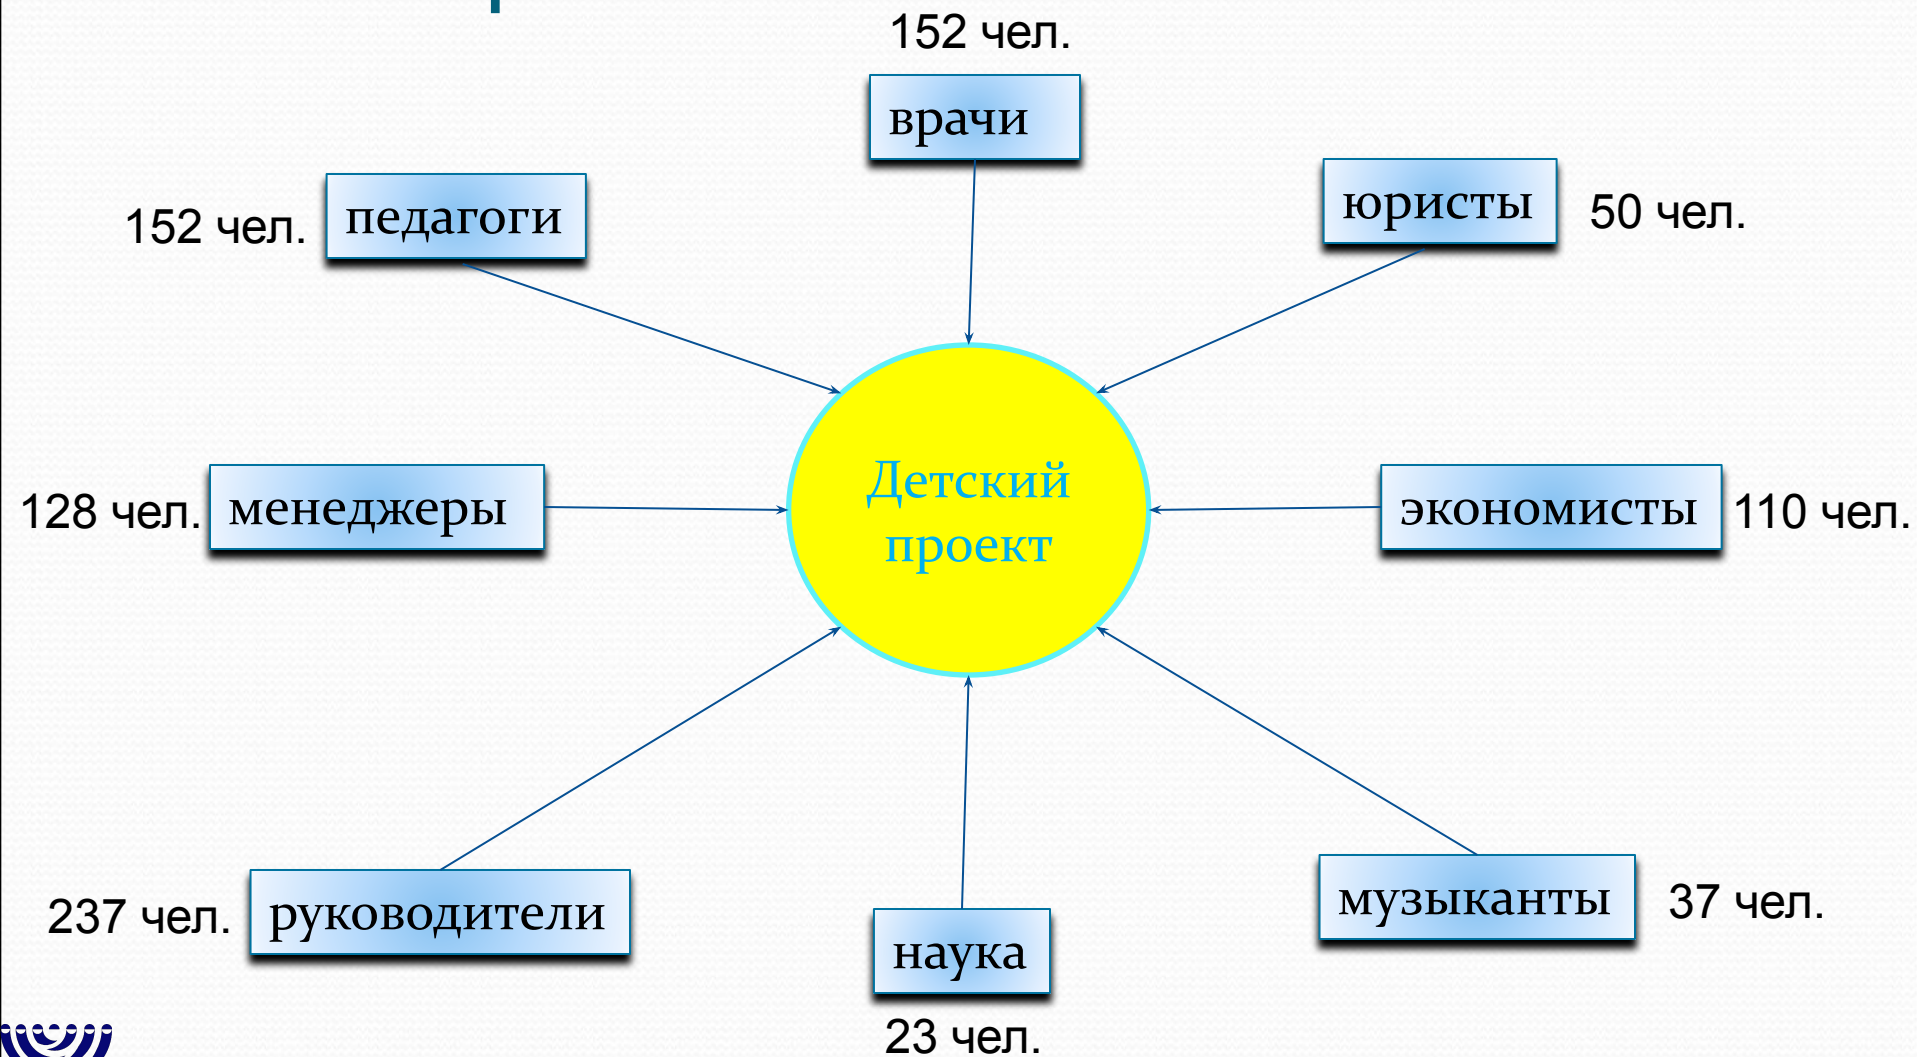 152 чел.
врачи
юристы
50 чел.
152 чел.
педагоги
Детский
проект
128 чел.
менеджеры
экономисты
110 чел.
237 чел.
руководители
музыканты
37 чел.
наука
23 чел.